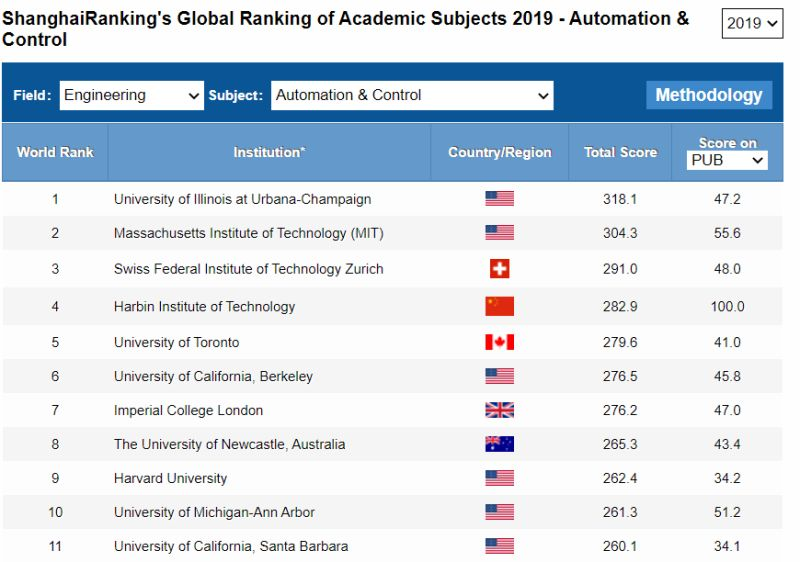 ShanghaiRanking's Global Ranking of Academic Subjects 2019 - Automation &
Control
2019
Field: Engineering Subject: Automation & Control Methodology
World Rank Institution* Country/Region Total Score Score on
PUB
1 University of Illinois at Urbana-Champaign 318.1 47.2
2 Massachusetts Institute of Technology (MIT) 304.3 55.6
3 Swiss Federal Institute of Technology Zurich 291.0 48.0
4 Harbin Institute of Technology 282.9 100.0
5 University of Toronto 279.6 41.0
6 University of California, Berkeley 276.5 45.8
7 Imperial College London 276.2 47.0
8 The University of Newcastle, Australia 265.3 43.4
9 Harvard University 262.4 34.2
10 University of Michigan-Ann Arbor 261.3 51.2
11 University of California, Santa Barbara 260.1 34.1